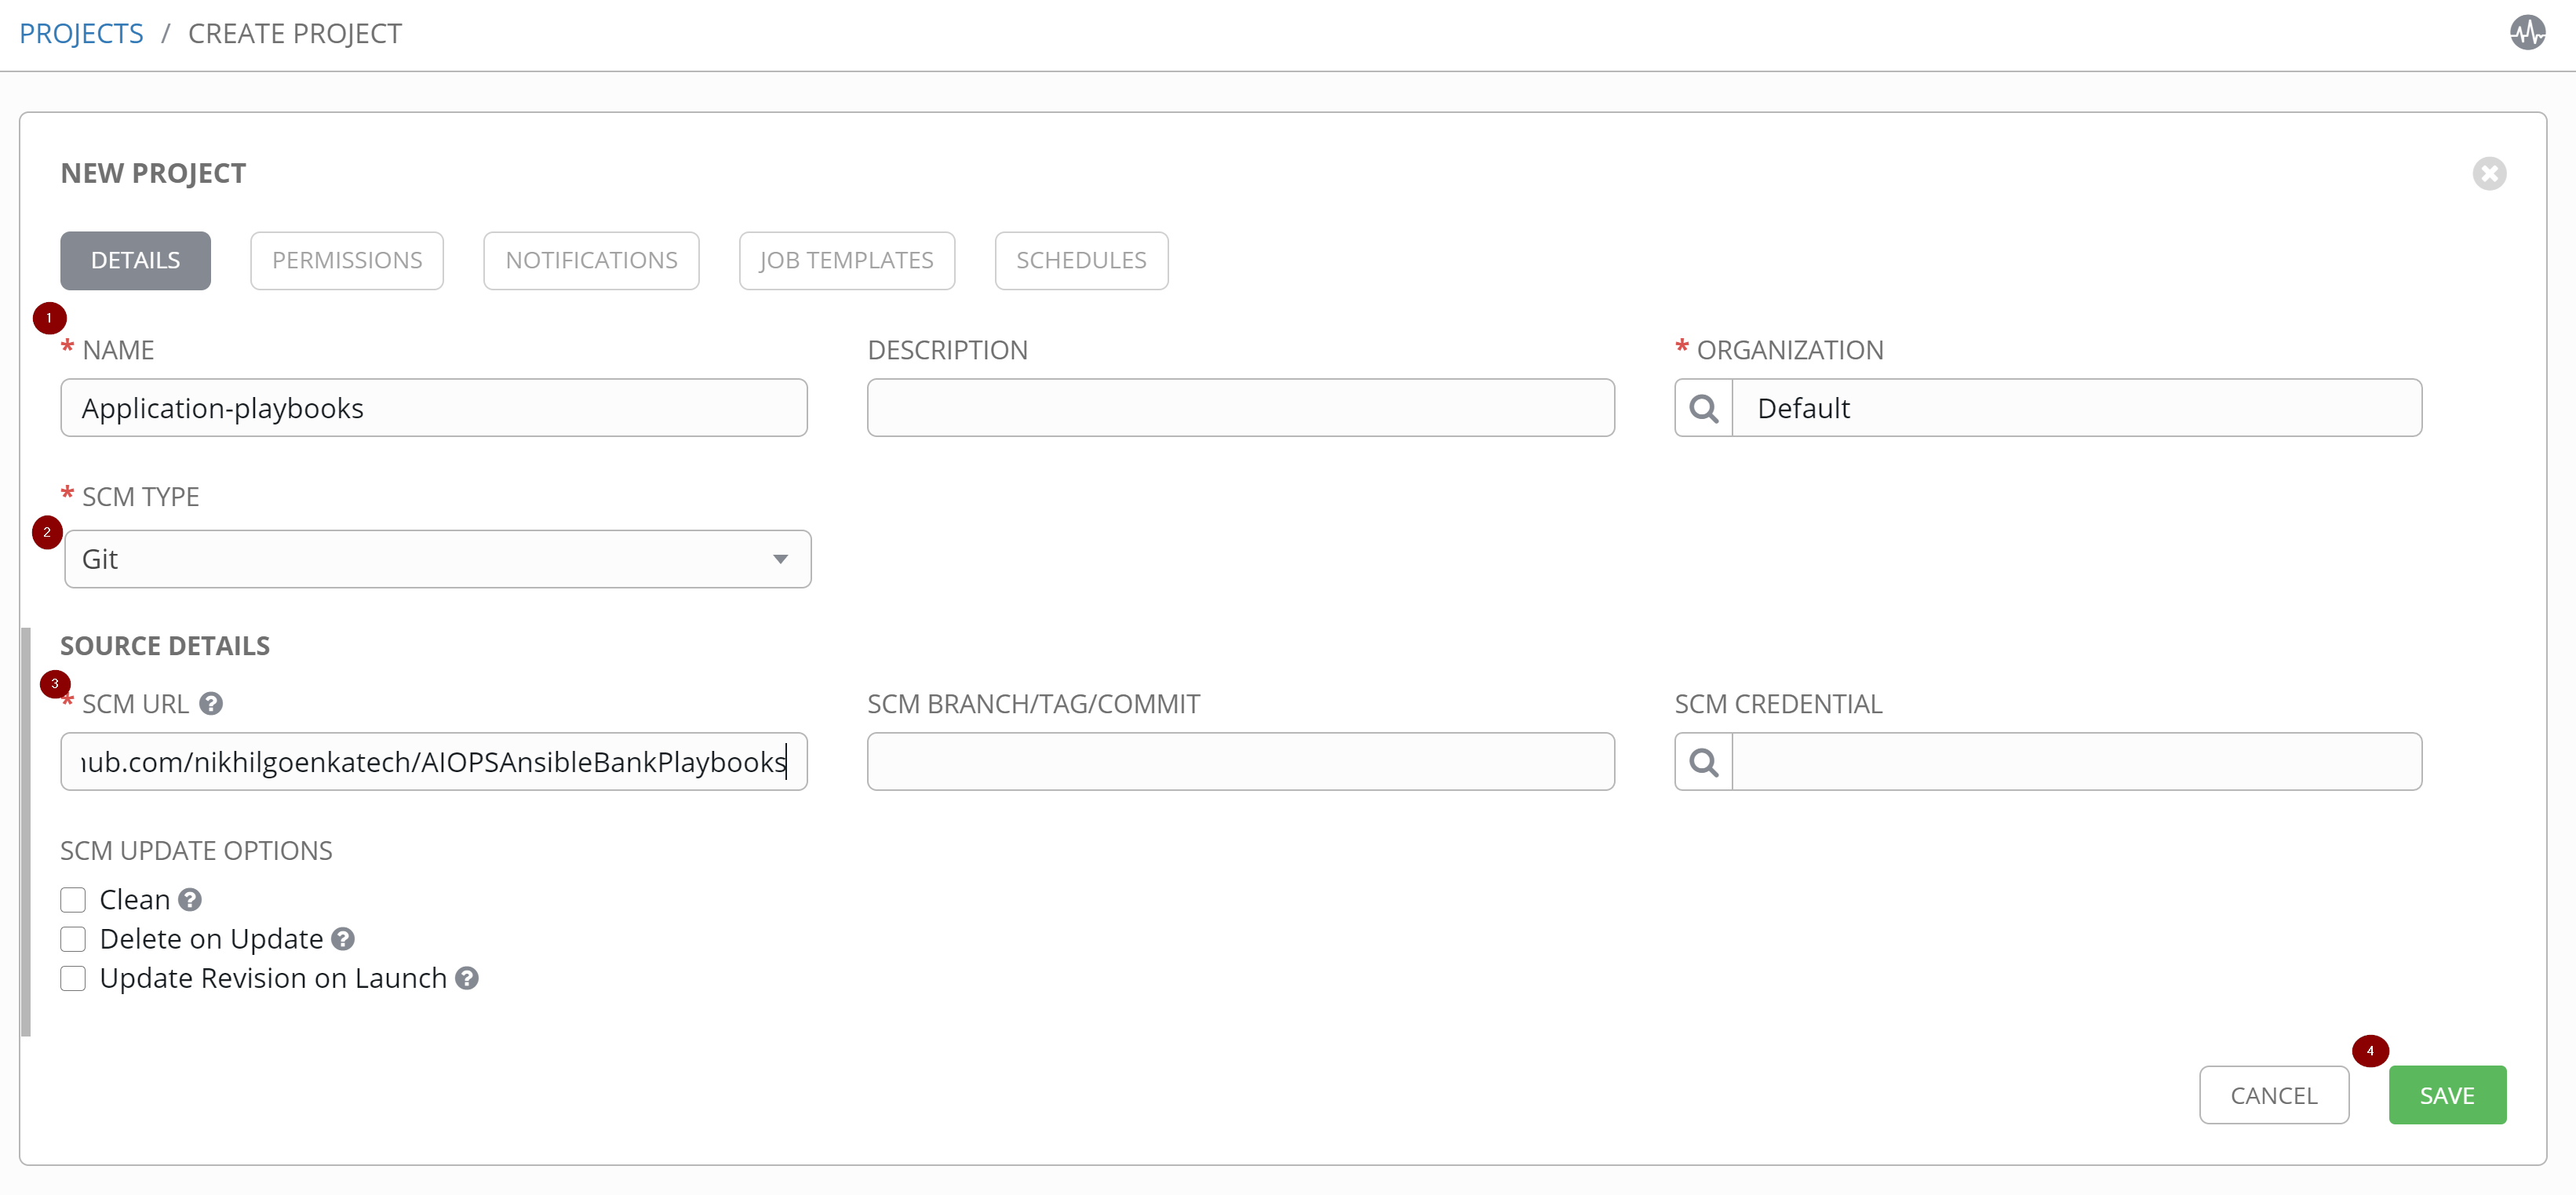 PROJECTS / CREATE PROJECT
NEW PROJECT
DETAILS PERMISSIONS NOTIFICATIONS JOB TEMPLATES SCHEDULES
1
* NAME DESCRIPTION * ORGANIZATION
Application-playbooks Default
* SCM TYPE
2
Git
SOURCE DETAILS
3
* SCM URL ? SCM BRANCH/TAG/COMMIT SCM CREDENTIAL
ub.com/nikhilgoenkatech/AIOPSAnsibleBankPlaybooks
SCM UPDATE OPTIONS
Clean ?
Delete on Update ?
Update Revision on Launch ?
4
CANCEL SAVE